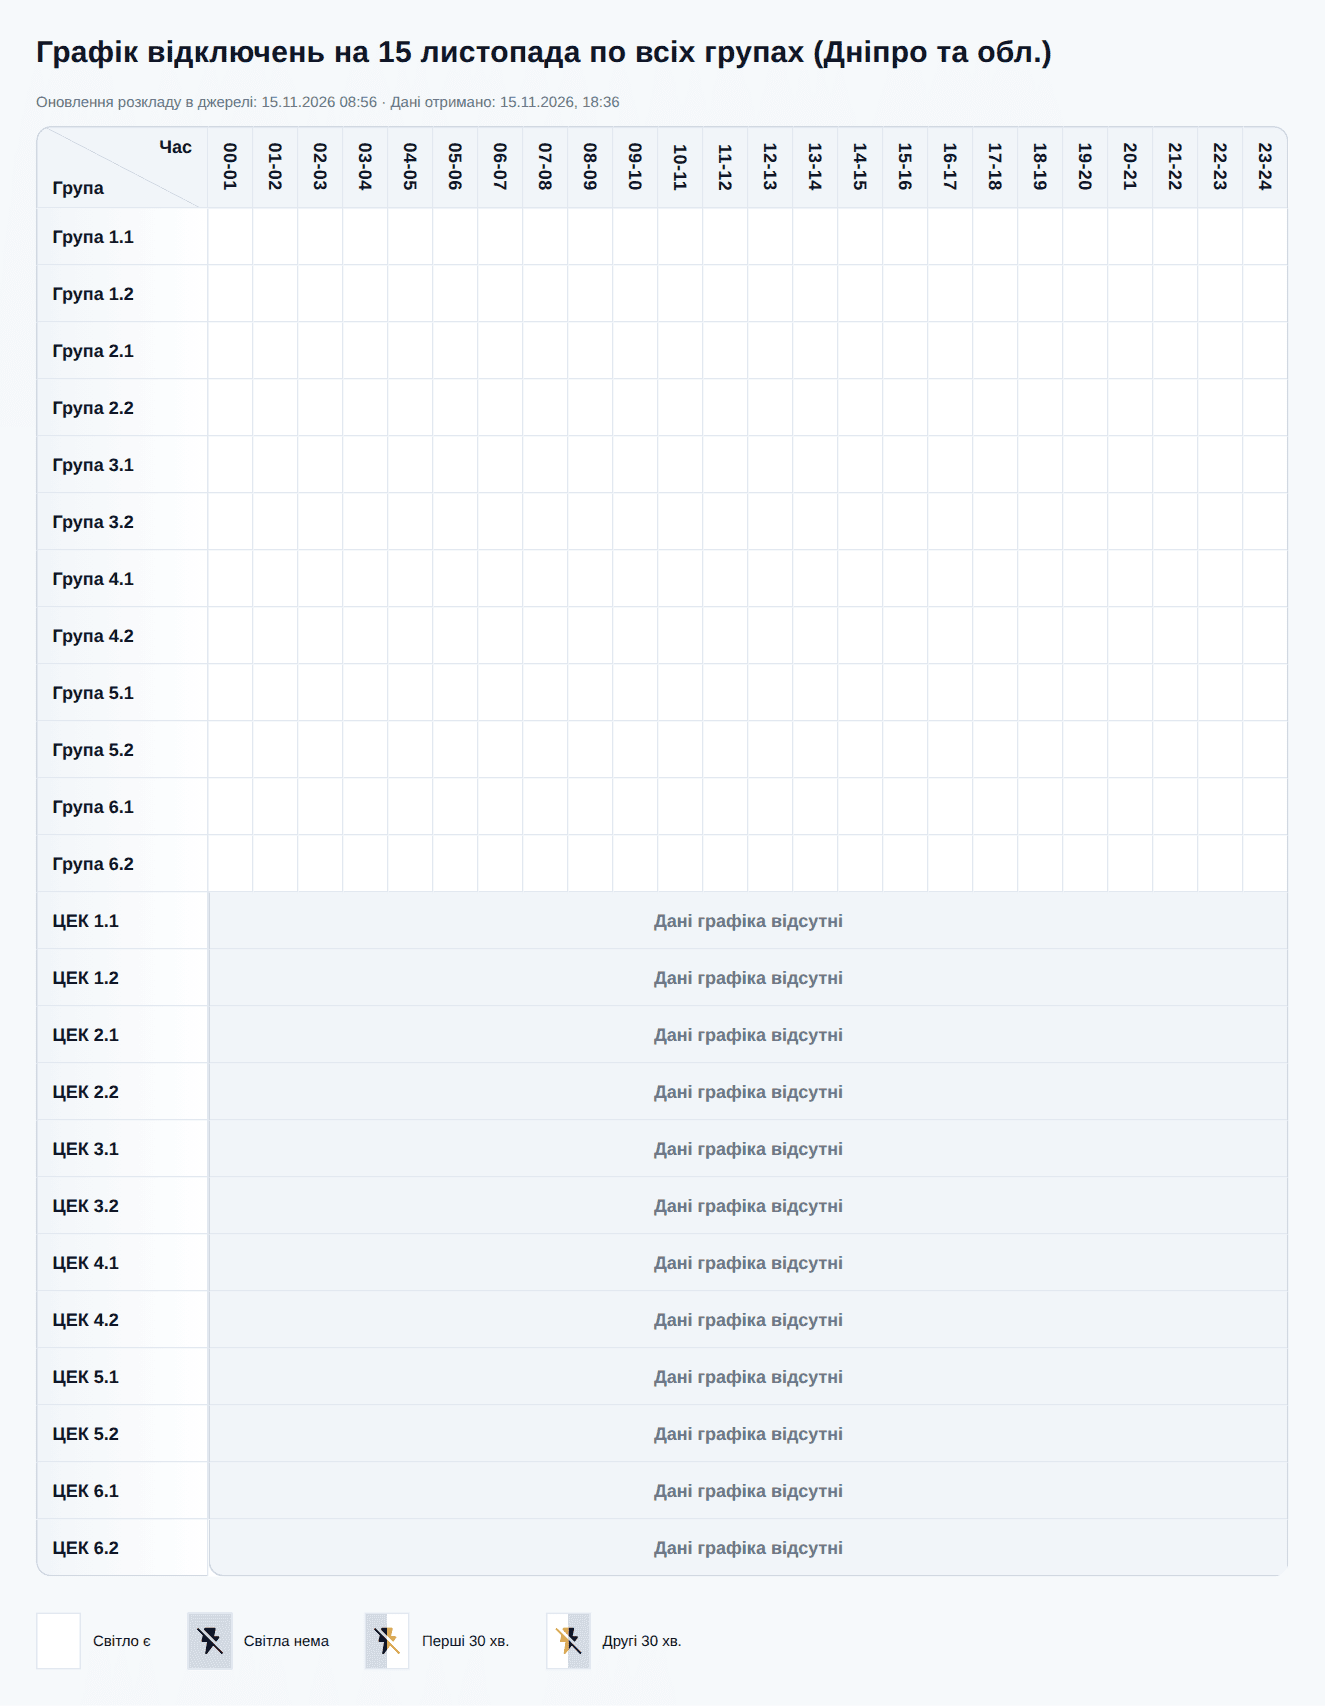 Графік відключень на 15 листопада по всіх групах (Дніпро та обл.)
Оновлення розкладу в джерелі: 15.11.2026 08:56 · Дані отримано: 15.11.2026, 18:36
Час
Група
00-01 01-02 02-03 03-04 04-05 05-06 06-07 07-08 08-09 09-10 10-11 11-12 12-13 13-14 14-15 15-16 16-17 17-18 18-19 19-20 20-21 21-22 22-23 23-24
Група 1.1
Група 1.2
Група 2.1
Група 2.2
Група 3.1
Група 3.2
Група 4.1
Група 4.2
Група 5.1
Група 5.2
Група 6.1
Група 6.2
ЦЕК 1.1 Дані графіка відсутні
ЦЕК 1.2 Дані графіка відсутні
ЦЕК 2.1 Дані графіка відсутні
ЦЕК 2.2 Дані графіка відсутні
ЦЕК 3.1 Дані графіка відсутні
ЦЕК 3.2 Дані графіка відсутні
ЦЕК 4.1 Дані графіка відсутні
ЦЕК 4.2 Дані графіка відсутні
ЦЕК 5.1 Дані графіка відсутні
ЦЕК 5.2 Дані графіка відсутні
ЦЕК 6.1 Дані графіка відсутні
ЦЕК 6.2 Дані графіка відсутні
Світло є Світла нема Перші 30 хв. Другі 30 хв.